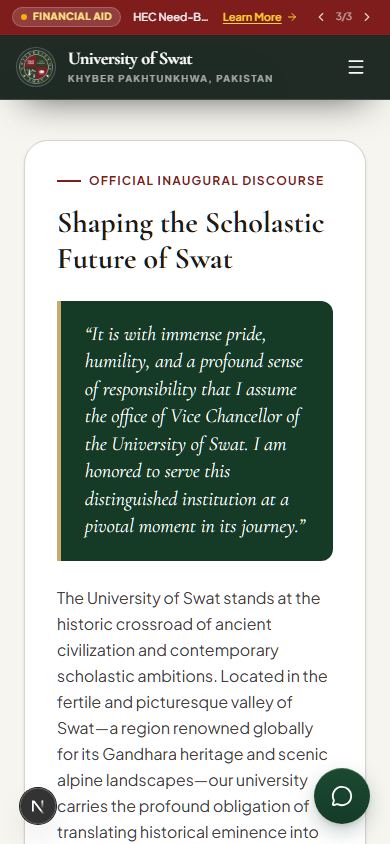 FINANCIAL AID HEC Need-B... Learn More → 3/3
University of Swat
KHYBER PAKHTUNKHWA, PAKISTAN
OFFICIAL INAUGURAL DISCOURSE
Shaping the Scholastic
Future of Swat
“It is with immense pride,
humility, and a profound sense
of responsibility that I assume
the office of Vice Chancellor of
the University of Swat. I am
honored to serve this
distinguished institution at a
pivotal moment in its journey.”
The University of Swat stands at the
historic crossroad of ancient
civilization and contemporary
scholastic ambitions. Located in the
fertile and picturesque valley of
Swat—a region renowned globally
for its Gandhara heritage and scenic
alpine landscapes—our university
carries the profound obligation of
translating historical eminence into
N